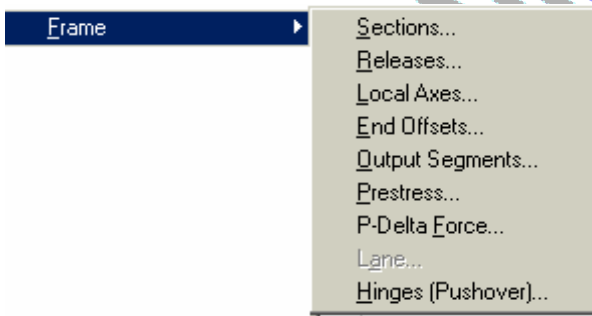 Frame
Sections...
Releases...
Local Axes...
End Offsets...
Output Segments...
Prestress...
P-Delta Force...
Lane...
Hinges (Pushover)...